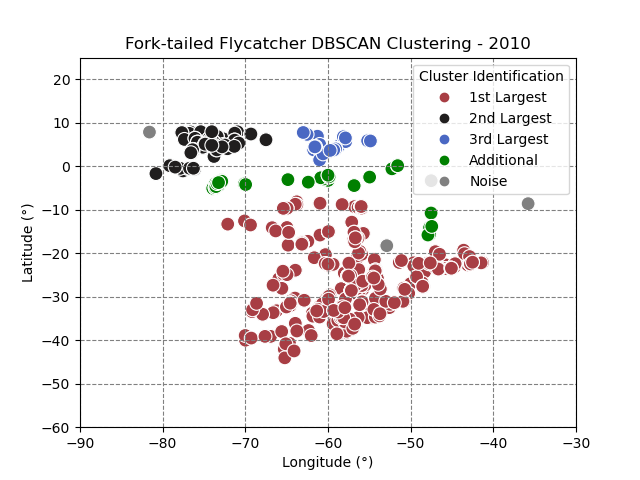 Fork-tailed Flycatcher DBSCAN Clustering - 2010
Cluster Identification
1st Largest
2nd Largest
3rd Largest
Additional
Noise
20
10
0
−10
−20
−30
−40
−50
−60
Latitude (°)
−90 −80 −70 −60 −50 −40 −30
Longitude (°)